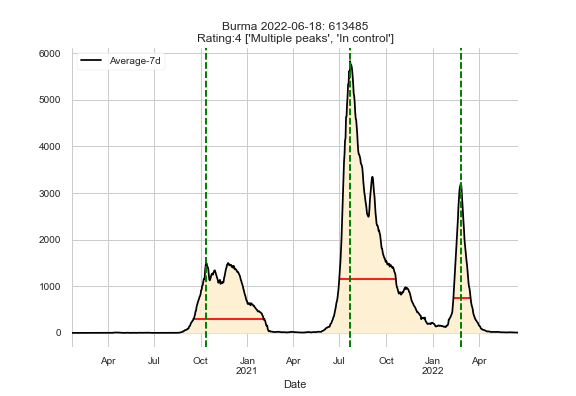 Burma 2022-06-18: 613485
Rating:4 ['Multiple peaks', 'In control']
Average-7d
6000
5000
4000
3000
2000
1000
0
Apr Jul Oct Jan Apr Jul Oct Jan Apr
2021 2022
Date